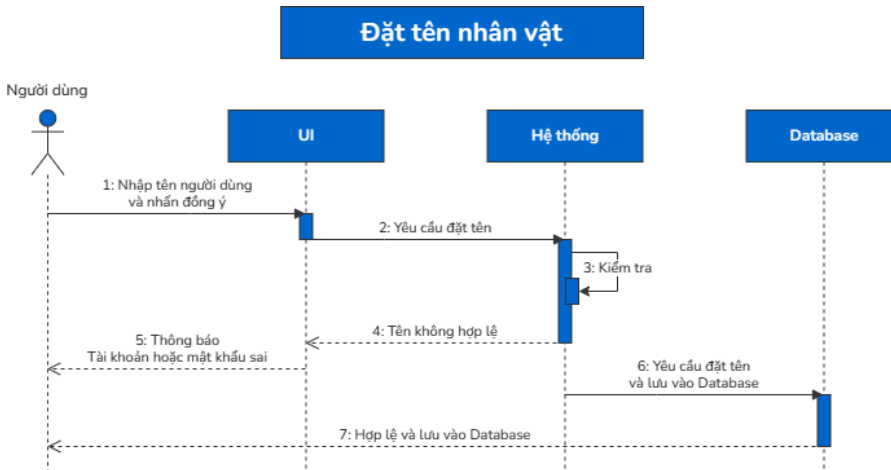 Đặt tên nhân vật
Người dùng
UI
Hệ thống
Database
1: Nhập tên người dùng
và nhấn đồng ý
2: Yêu cầu đặt tên
3: Kiểm tra
4: Tên không hợp lệ
5: Thông báo
Tài khoản hoặc mật khẩu sai
6: Yêu cầu đặt tên
và lưu vào Database
7: Hợp lệ và lưu vào Database